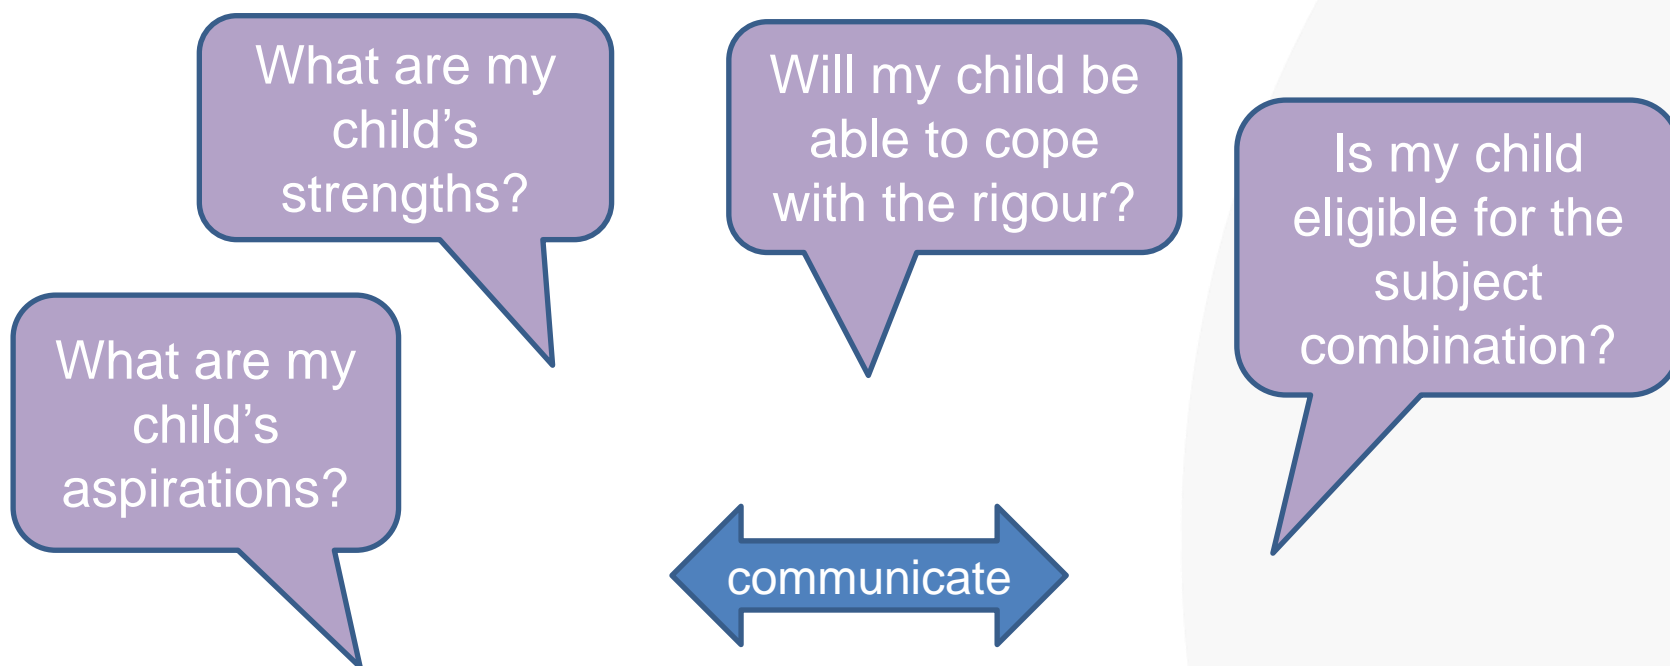 What are my
child’s
strengths?
Will my child be
able to cope
with the rigour?
Is my child
eligible for the
subject
combination?
What are my
child’s
aspirations?
communicate